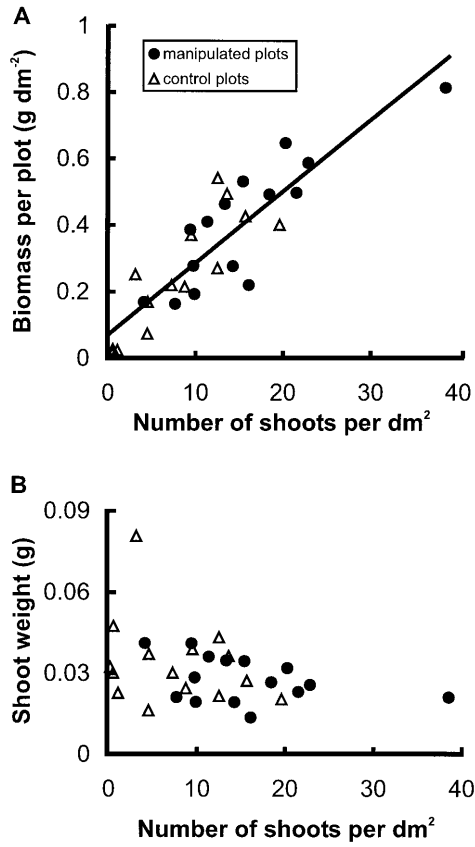 A
1
0.8
0.6
0.4
0.2
0
Biomass per plot (g dm⁻²)
manipulated plots
control plots
0 10 20 30 40
Number of shoots per dm²
B
0.09
0.06
0.03
0
Shoot weight (g)
0 10 20 30 40
Number of shoots per dm²